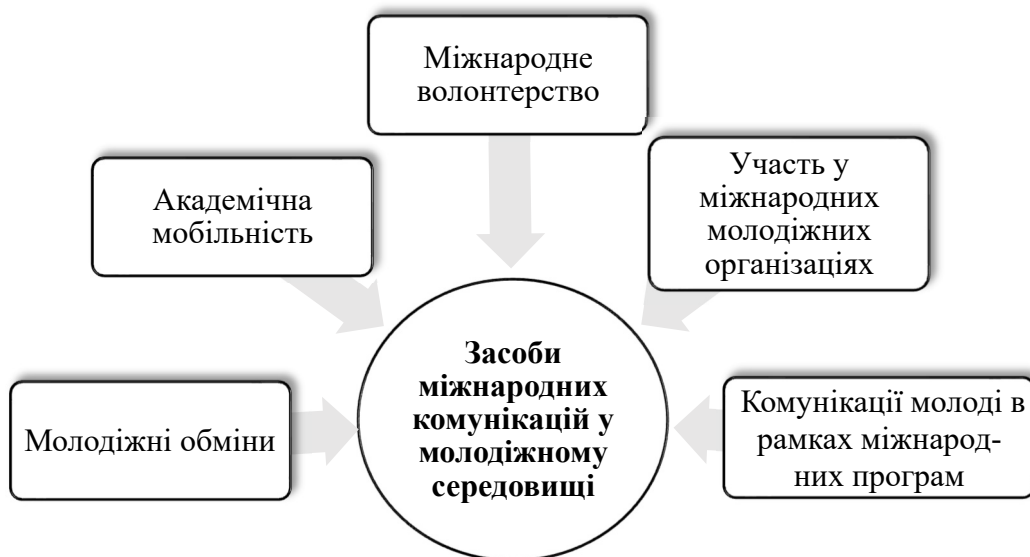 Міжнародне
волонтерство
Академічна
мобільність
Участь у
міжнародних
молодіжних
організаціях
Молодіжні обміни
Засоби
міжнародних
комунікацій у
молодіжному
середовищі
Комунікації молоді в
рамках міжнарод-
них програм